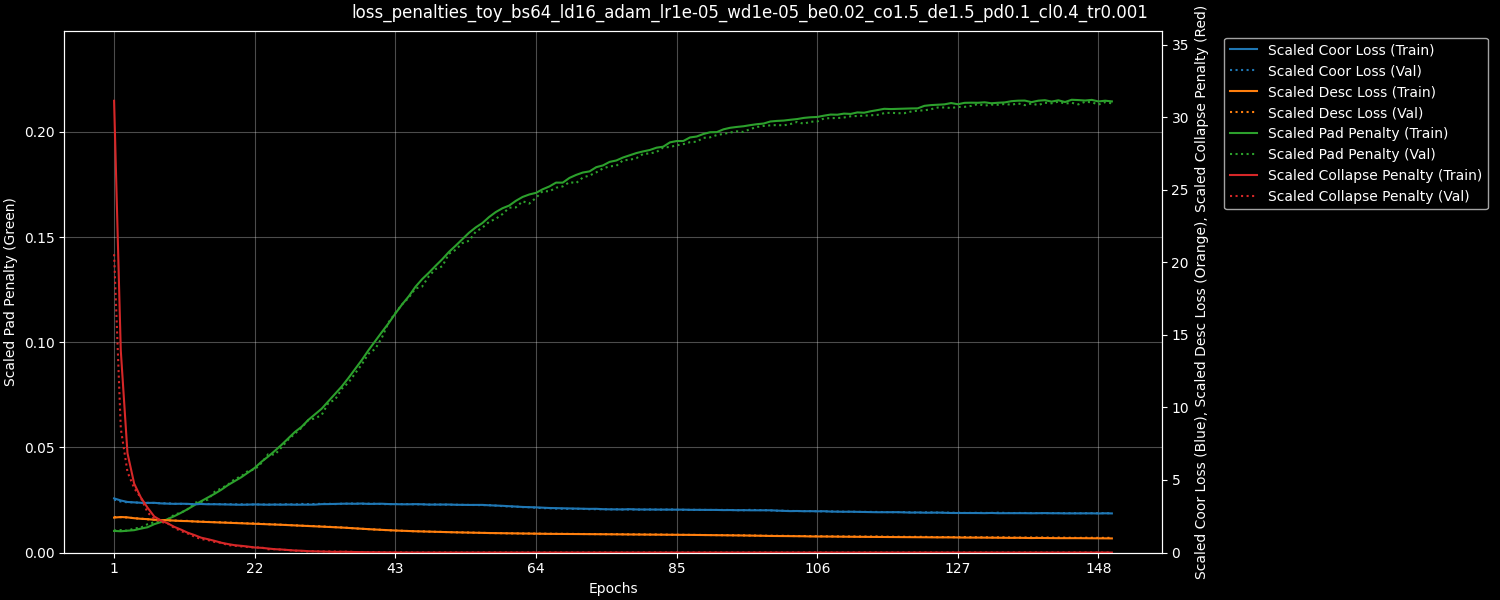 loss_penalties_toy_bs64_ld16_adam_lr1e-05_wd1e-05_be0.02_co1.5_de1.5_pd0.1_cl0.4_tr0.001
Scaled Pad Penalty (Green)
0.20
0.15
0.10
0.05
0.00
1
22
43
64
85
106
127
148
Epochs
35
30
25
20
15
10
5
0
Scaled Coor Loss (Blue), Scaled Desc Loss (Orange), Scaled Collapse Penalty (Red)
Scaled Coor Loss (Train)
Scaled Coor Loss (Val)
Scaled Desc Loss (Train)
Scaled Desc Loss (Val)
Scaled Pad Penalty (Train)
Scaled Pad Penalty (Val)
Scaled Collapse Penalty (Train)
Scaled Collapse Penalty (Val)